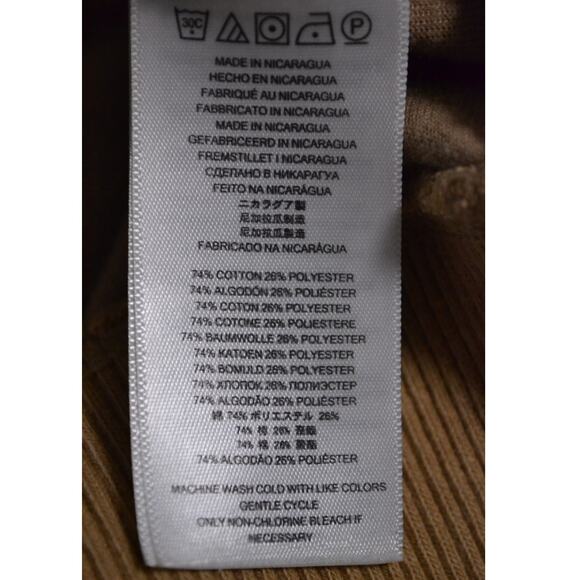 30C P
MADE IN NICARAGUA
HECHO EN NICARAGUA
FABRIQUÉ AU NICARAGUA
FABBRICATO IN NICARAGUA
MADE IN NICARAGUA
GEFABRICEERD IN NICARAGUA
FREMSTILLET I NICARAGUA
СДЕЛАНО В НИКАРАГУА
FEITO NA NICARÁGUA
ニカラグア製
尼加拉瓜制造
尼加拉瓜製造
FABRICADO NA NICARÁGUA
74% COTTON 26% POLYESTER
74% ALGODÓN 26% POLIÉSTER
74% COTON 26% POLYESTER
74% COTONE 26% POLIESTERE
74% BAUMWOLLE 26% POLYESTER
74% KATOEN 26% POLYESTER
74% BOMULD 26% POLYESTER
74% ХЛОПОК 26% ПОЛИЭСТЕР
74% ALGODÃO 26% POLIÉSTER
綿 74% ポリエステル 26%
74% 棉 26% 聚酯
74% 棉 26% 聚酯
74% ALGODÃO 26% POLIÉSTER
MACHINE WASH COLD WITH LIKE COLORS
GENTLE CYCLE
ONLY NON-CHLORINE BLEACH IF
NECESSARY